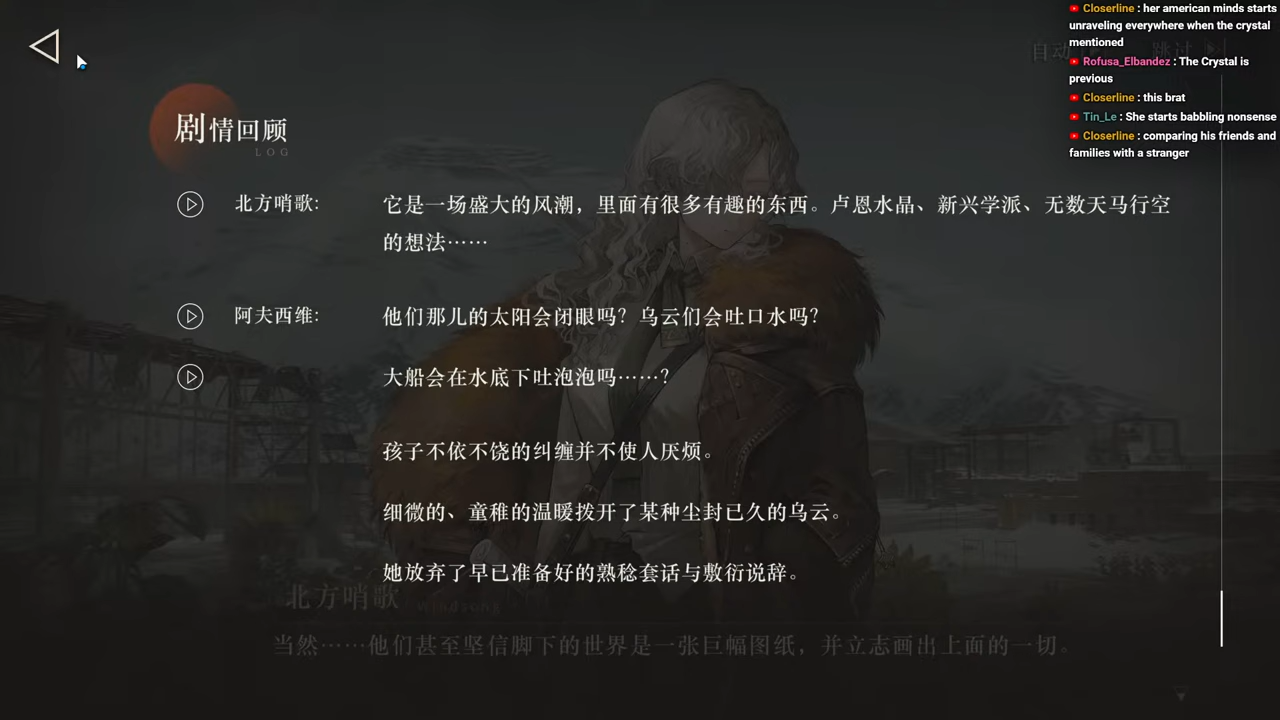 Closerline : her american minds starts
unraveling everywhere when the crystal
mentioned
自动
跳过
Rofusa_Elbandez : The Crystal is
previous
Closerline : this brat
Tin_Le : She starts babbling nonsense
Closerline : comparing his friends and
families with a stranger
剧情回顾
LOG
北方哨歌: 它是一场盛大的风潮，里面有很多有趣的东西。卢恩水晶、新兴学派、无数天马行空
的想法……
阿夫西维: 他们那儿的太阳会闭眼吗？乌云们会吐口水吗？
大船会在水底下吐泡泡吗……？
孩子不依不饶的纠缠并不使人厌烦。
细微的、童稚的温暖拨开了某种尘封已久的乌云。
她放弃了早已准备好的熟稔套话与敷衍说辞。
北方哨歌 Windsong
当然……他们甚至坚信脚下的世界是一张巨幅图纸，并立志画出上面的一切。